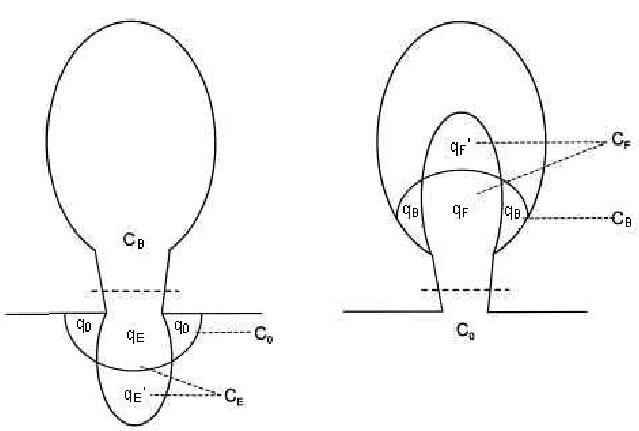 C_B
q_D q_E q_D C_0
q_E' C_E
q_F' C_F
q_B q_F q_B C_B
C_0